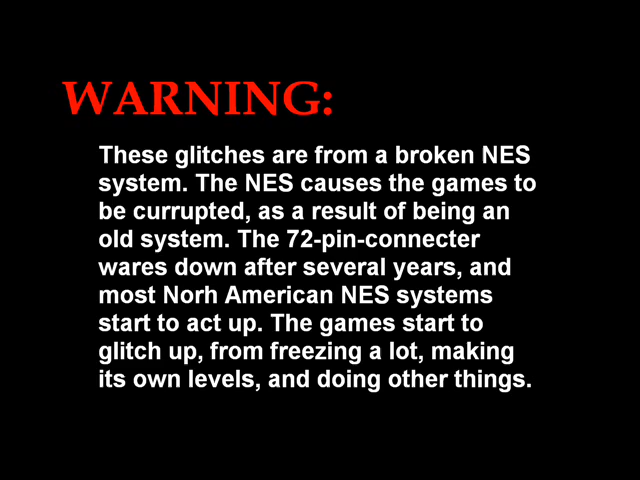 WARNING:
These glitches are from a broken NES
system. The NES causes the games to
be currupted, as a result of being an
old system. The 72-pin-connecter
wares down after several years, and
most Norh American NES systems
start to act up. The games start to
glitch up, from freezing a lot, making
its own levels, and doing other things.